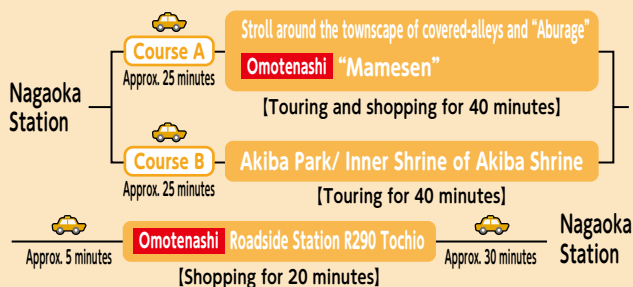 Nagaoka
Station
Course A
Approx. 25 minutes
Stroll around the townscape of covered-alleys and “Aburage”
Omotenashi “Mamesen”
【Touring and shopping for 40 minutes】
Course B
Approx. 25 minutes
Akiba Park/ Inner Shrine of Akiba Shrine
【Touring for 40 minutes】
Approx. 5 minutes
Omotenashi Roadside Station R290 Tochio
【Shopping for 20 minutes】
Approx. 30 minutes
Nagaoka
Station